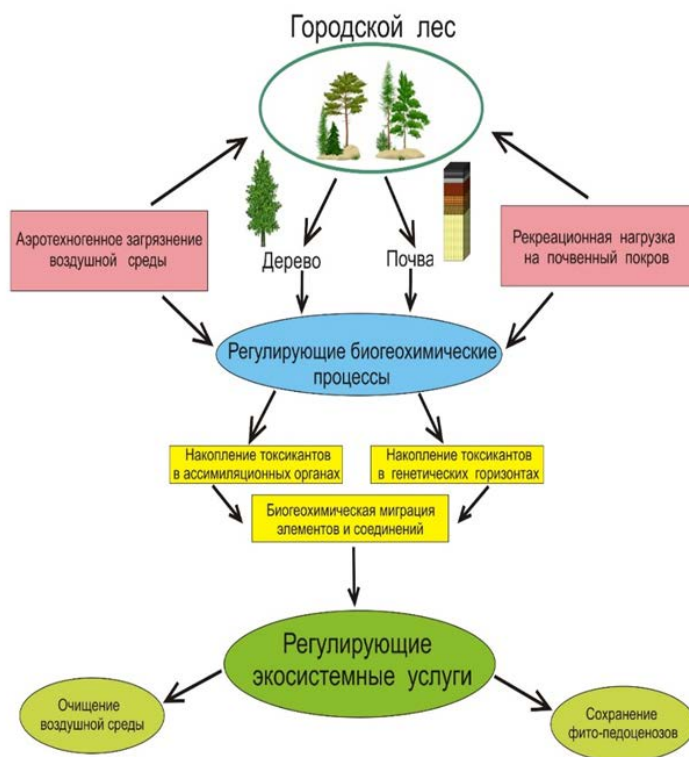 Городской лес
Аэротехногенное загрязнение
воздушной среды
Рекреационная нагрузка
на почвенный покров
Дерево
Почва
Регулирующие биогеохимические
процессы
Накопление токсикантов
в ассимиляционных органах
Накопление токсикантов
в генетических горизонтах
Биогеохимическая миграция
элементов и соединений
Регулирующие
экосистемные услуги
Очищение
воздушной среды
Сохранение
фито-педоценозов